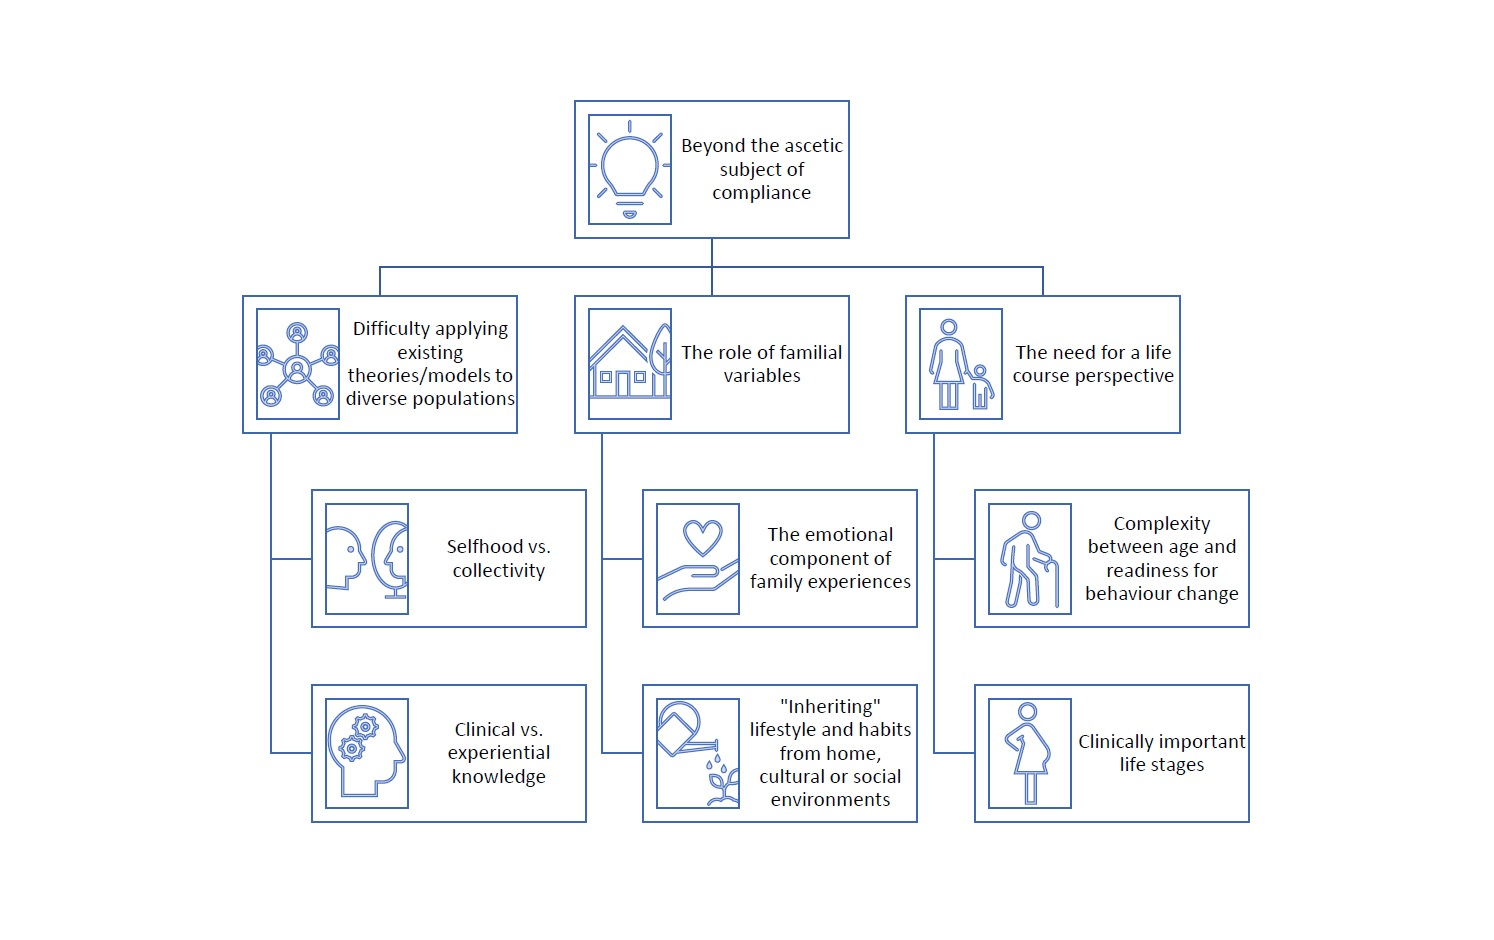 Beyond the ascetic
subject of
compliance
Difficulty applying
existing
theories/models to
diverse populations
The role of familial
variables
The need for a life
course perspective
Selfhood vs.
collectivity
The emotional
component of
family experiences
Complexity
between age and
readiness for
behaviour change
Clinical vs.
experiential
knowledge
"Inheriting"
lifestyle and habits
from home,
cultural or social
environments
Clinically important
life stages